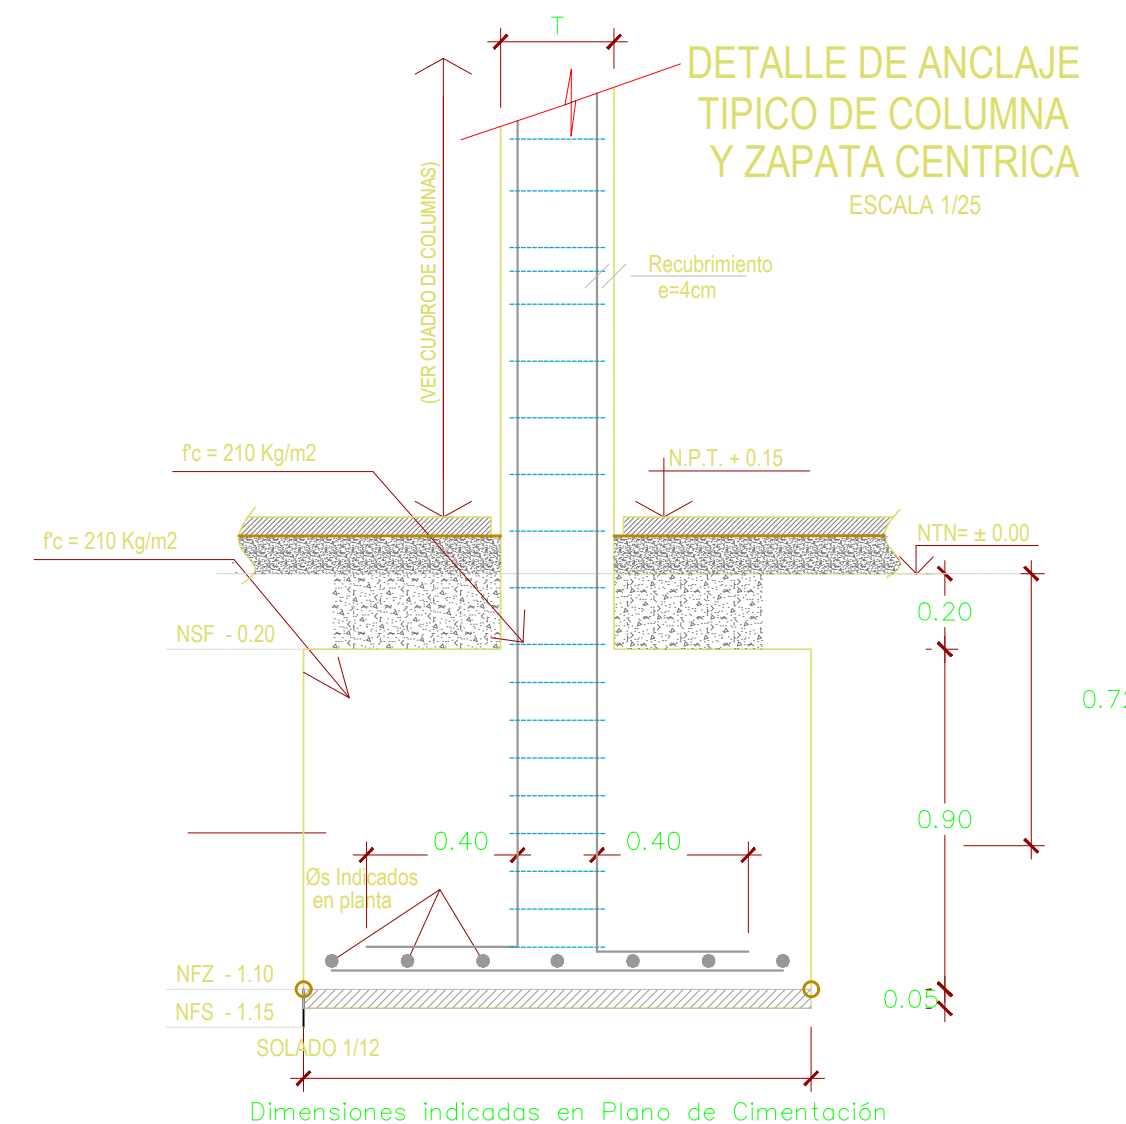 T
DETALLE DE ANCLAJE
TIPICO DE COLUMNA
Y ZAPATA CENTRICA
ESCALA 1/25
(VER CUADRO DE COLUMNAS)
Recubrimiento
e=4cm
f'c = 210 Kg/m2
N.P.T. + 0.15
f'c = 210 Kg/m2
NTN= ± 0.00
0.20
NSF - 0.20
0.90
0.40
0.40
Øs Indicados
en planta
NFZ - 1.10
0.05
NFS - 1.15
SOLADO 1/12
Dimensiones indicadas en Plano de Cimentación